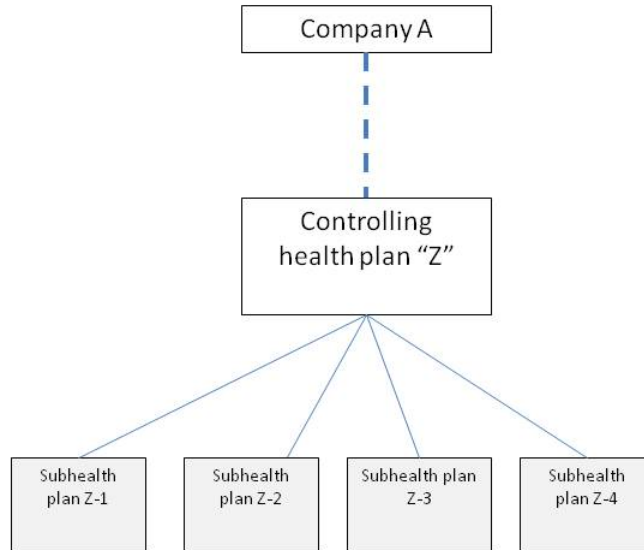 Company A
Controlling
health plan “Z”
Subhealth
plan Z-1
Subhealth
plan Z-2
Subhealth plan
Z-3
Subhealth
plan Z-4